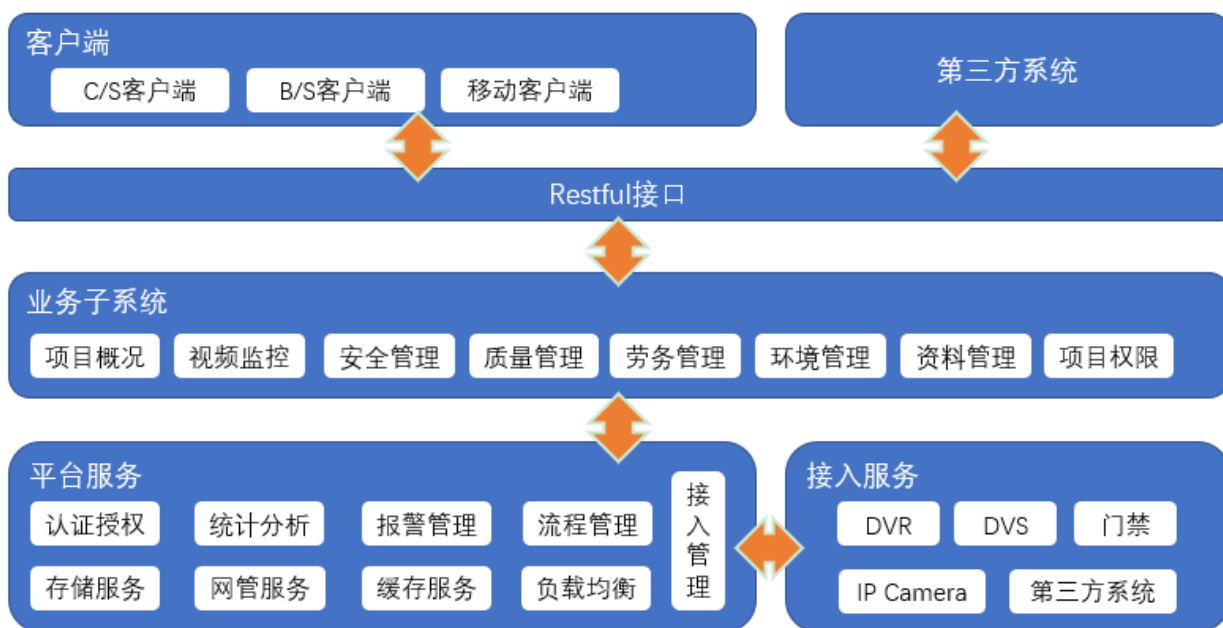 客户端
C/S客户端
B/S客户端
移动客户端
第三方系统
Restful接口
业务子系统
项目概况
视频监控
安全管理
质量管理
劳务管理
环境管理
资料管理
项目权限
平台服务
认证授权
统计分析
报警管理
流程管理
存储服务
网管服务
缓存服务
负载均衡
接入管理
接入服务
DVR
DVS
门禁
IP Camera
第三方系统